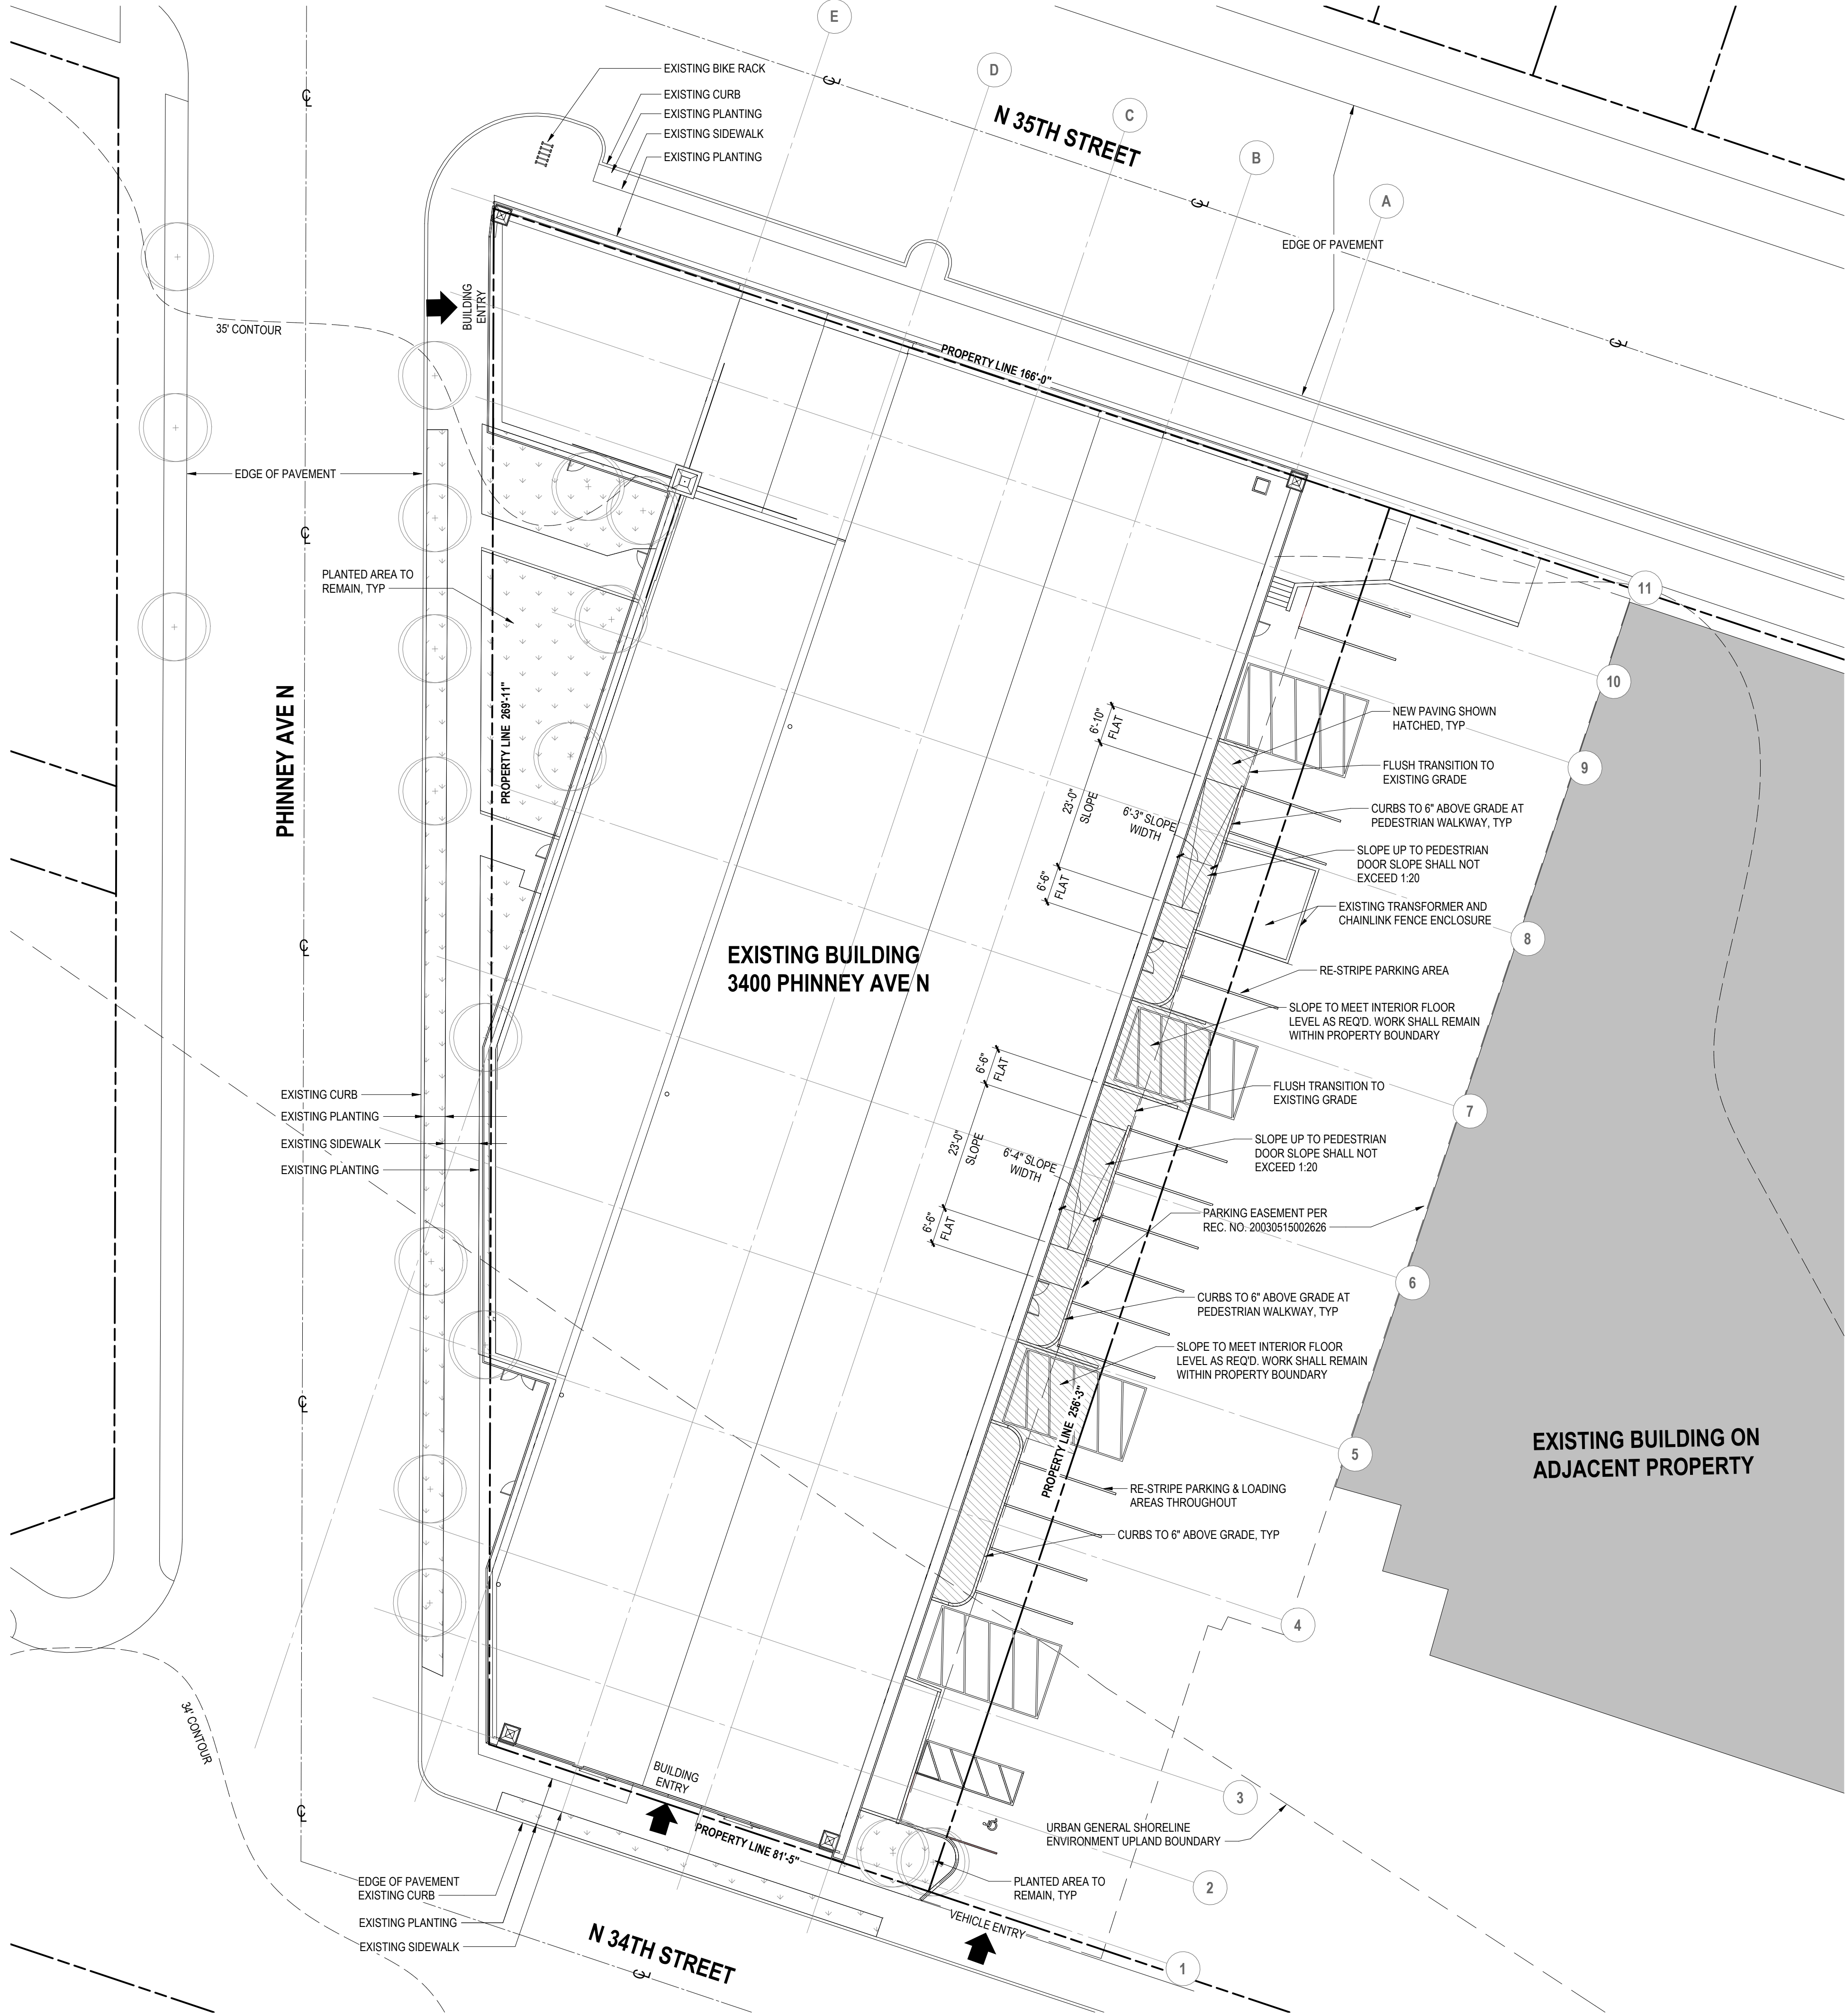 E
D
C
B
A
EXISTING BIKE RACK
EXISTING CURB
EXISTING PLANTING
EXISTING SIDEWALK
EXISTING PLANTING
N 35TH STREET
EDGE OF PAVEMENT
BUILDING
ENTRY
35' CONTOUR
PROPERTY LINE 166'-0"
EDGE OF PAVEMENT
PLANTED AREA TO
REMAIN, TYP
PHINNEY AVE N
PROPERTY LINE 269'-11"
11
10
9
8
7
6
5
4
3
2
1
6'-10"
FLAT
23'-0"
SLOPE
6'-3" SLOPE
WIDTH
6'-6"
FLAT
NEW PAVING SHOWN
HATCHED, TYP
FLUSH TRANSITION TO
EXISTING GRADE
CURBS TO 6" ABOVE GRADE AT
PEDESTRIAN WALKWAY, TYP
SLOPE UP TO PEDESTRIAN
DOOR SLOPE SHALL NOT
EXCEED 1:20
EXISTING TRANSFORMER AND
CHAINLINK FENCE ENCLOSURE
RE-STRIPE PARKING AREA
SLOPE TO MEET INTERIOR FLOOR
LEVEL AS REQ'D. WORK SHALL REMAIN
WITHIN PROPERTY BOUNDARY
EXISTING BUILDING
3400 PHINNEY AVE N
6'-6"
FLAT
23'-0"
SLOPE
6'-4" SLOPE
WIDTH
6'-6"
FLAT
FLUSH TRANSITION TO
EXISTING GRADE
SLOPE UP TO PEDESTRIAN
DOOR SLOPE SHALL NOT
EXCEED 1:20
PARKING EASEMENT PER
REC. NO. 20030515002626
CURBS TO 6" ABOVE GRADE AT
PEDESTRIAN WALKWAY, TYP
SLOPE TO MEET INTERIOR FLOOR
LEVEL AS REQ'D. WORK SHALL REMAIN
WITHIN PROPERTY BOUNDARY
PROPERTY LINE 256'-3"
EXISTING CURB
EXISTING PLANTING
EXISTING SIDEWALK
EXISTING PLANTING
EXISTING BUILDING ON
ADJACENT PROPERTY
RE-STRIPE PARKING & LOADING
AREAS THROUGHOUT
CURBS TO 6" ABOVE GRADE, TYP
34' CONTOUR
BUILDING
ENTRY
PROPERTY LINE 81'-5"
URBAN GENERAL SHORELINE
ENVIRONMENT UPLAND BOUNDARY
EDGE OF PAVEMENT
EXISTING CURB
EXISTING PLANTING
EXISTING SIDEWALK
PLANTED AREA TO
REMAIN, TYP
VEHICLE ENTRY
N 34TH STREET